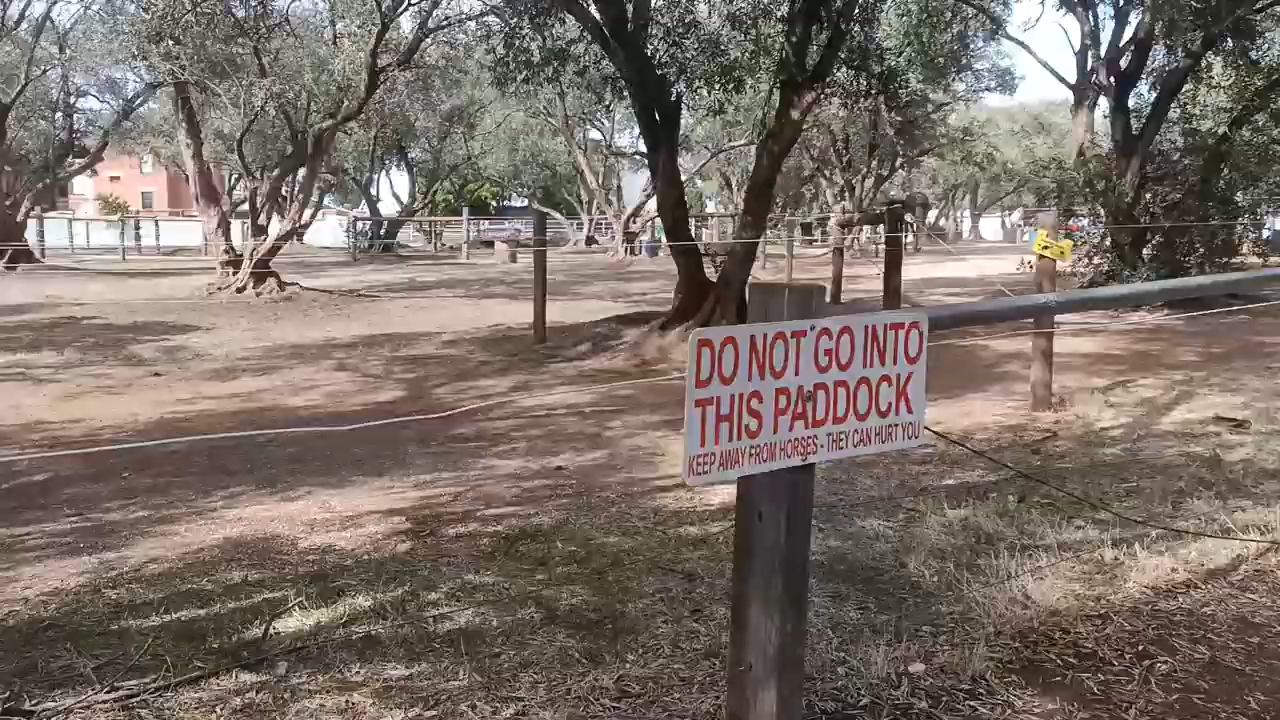 DO NOT GO INTO
THIS PADDOCK
KEEP AWAY FROM HORSES - THEY CAN HURT YOU